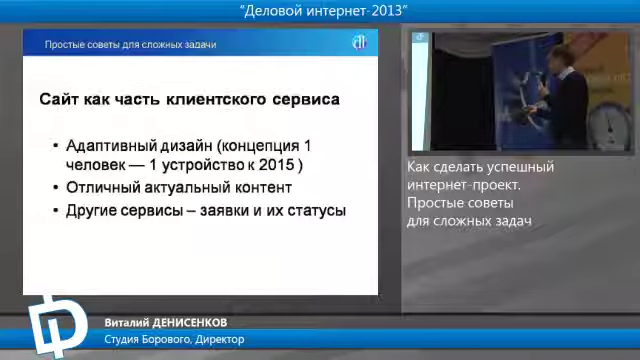 “Деловой интернет-2013”
Простые советы для сложных задачи
Сайт как часть клиентского сервиса
• Адаптивный дизайн (концепция 1
человек — 1 устройство к 2015 )
• Отличный актуальный контент
• Другие сервисы – заявки и их статусы
Как сделать успешный
интернет-проект.
Простые советы
для сложных задач
Виталий ДЕНИСЕНКОВ
Студия Борового, Директор